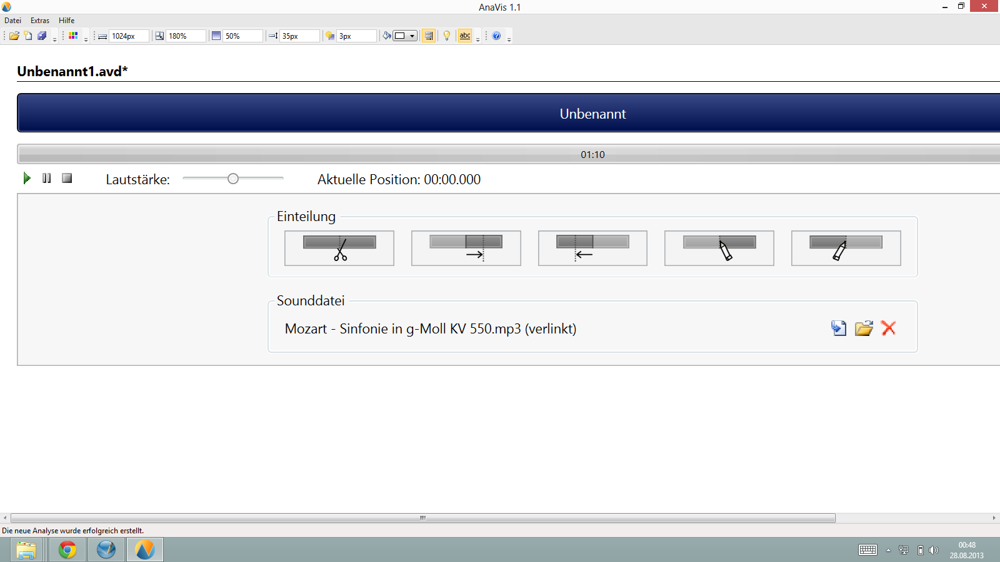 AnaVis 1.1
Datei Extras Hilfe
1024px 180% 50% 35px 3px abc
Unbenannt1.avd*
Unbenannt
01:10
Lautstärke: Aktuelle Position: 00:00.000
Einteilung
Sounddatei
Mozart - Sinfonie in g-Moll KV 550.mp3 (verlinkt)
Die neue Analyse wurde erfolgreich erstellt.
00:48
28.08.2013